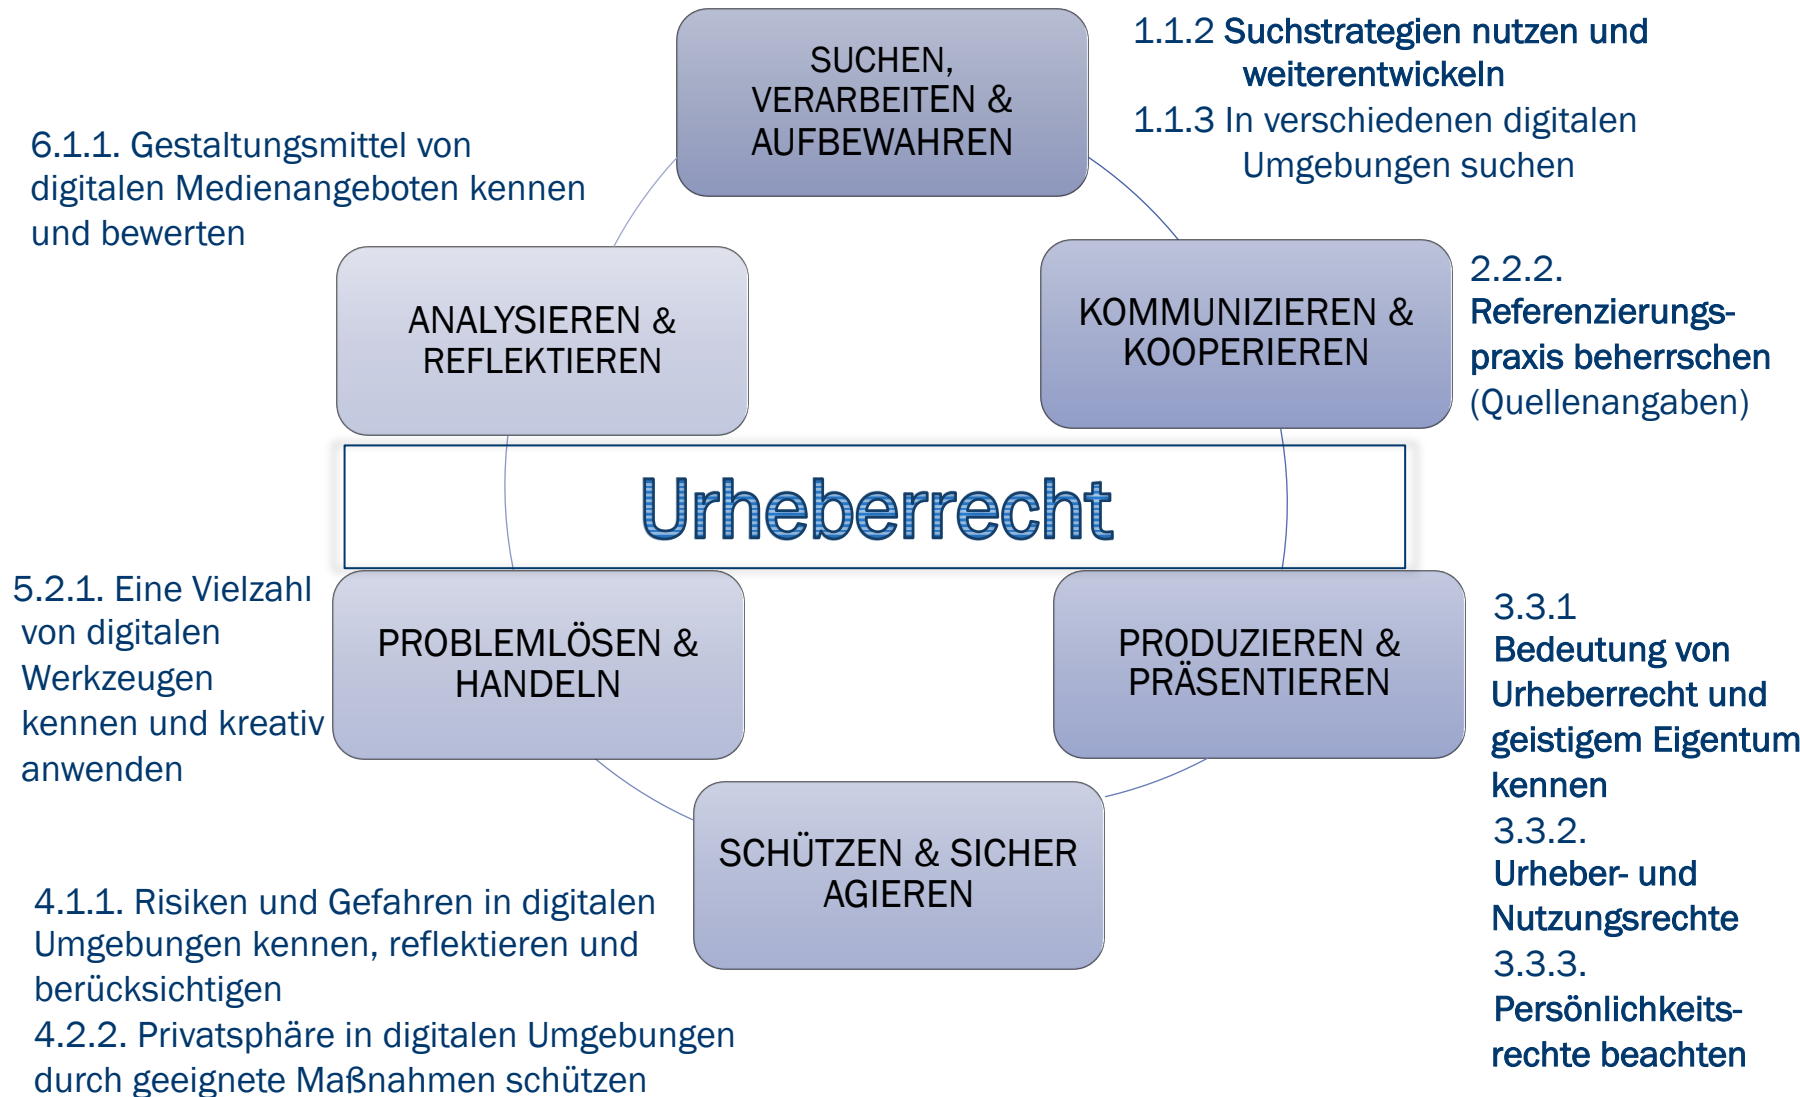 SUCHEN,
VERARBEITEN &
AUFBEWAHREN
1.1.2 Suchstrategien nutzen und
weiterentwickeln
1.1.3 In verschiedenen digitalen
Umgebungen suchen
6.1.1. Gestaltungsmittel von
digitalen Medienangeboten kennen
und bewerten
ANALYSIEREN &
REFLEKTIEREN
KOMMUNIZIEREN &
KOOPERIEREN
2.2.2.
Referenzierungs-
praxis beherrschen
(Quellenangaben)
Urheberrecht
5.2.1. Eine Vielzahl
von digitalen
Werkzeugen
kennen und kreativ
anwenden
PROBLEMLÖSEN &
HANDELN
PRODUZIEREN &
PRÄSENTIEREN
3.3.1
Bedeutung von
Urheberrecht und
geistigem Eigentum
kennen
3.3.2.
Urheber- und
Nutzungsrechte
3.3.3.
Persönlichkeits-
rechte beachten
SCHÜTZEN & SICHER
AGIEREN
4.1.1. Risiken und Gefahren in digitalen
Umgebungen kennen, reflektieren und
berücksichtigen
4.2.2. Privatsphäre in digitalen Umgebungen
durch geeignete Maßnahmen schützen